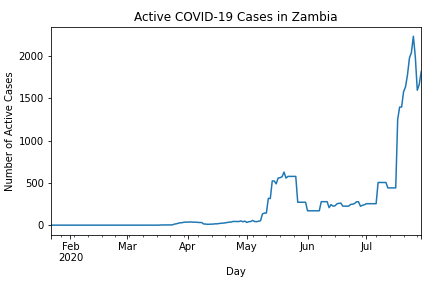 Active COVID-19 Cases in Zambia
Number of Active Cases
2000
1500
1000
500
0
Feb
2020
Mar
Apr
May
Jun
Jul
Day